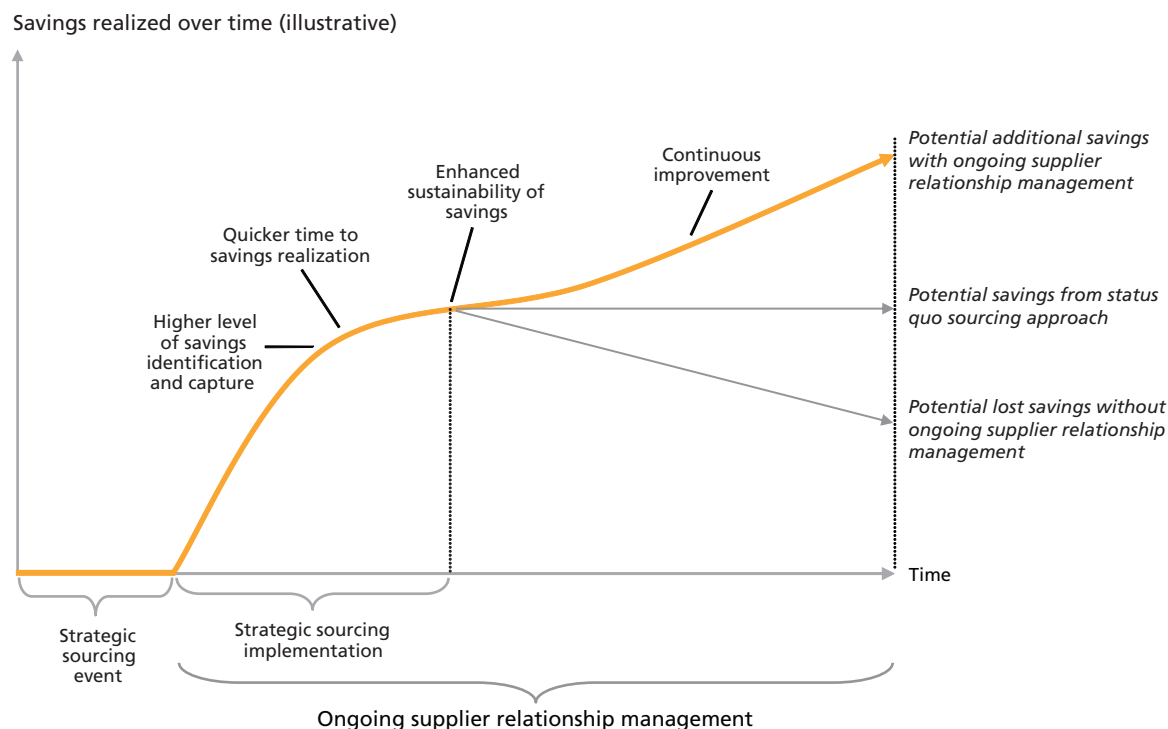 Savings realized over time (illustrative)
Potential additional savings
with ongoing supplier
relationship management
Continuous
improvement
Enhanced
sustainability of
savings
Quicker time to
savings realization
Higher level
of savings
identification
and capture
Potential savings from status
quo sourcing approach
Potential lost savings without
ongoing supplier relationship
management
Time
Strategic
sourcing
event
Strategic sourcing
implementation
Ongoing supplier relationship management